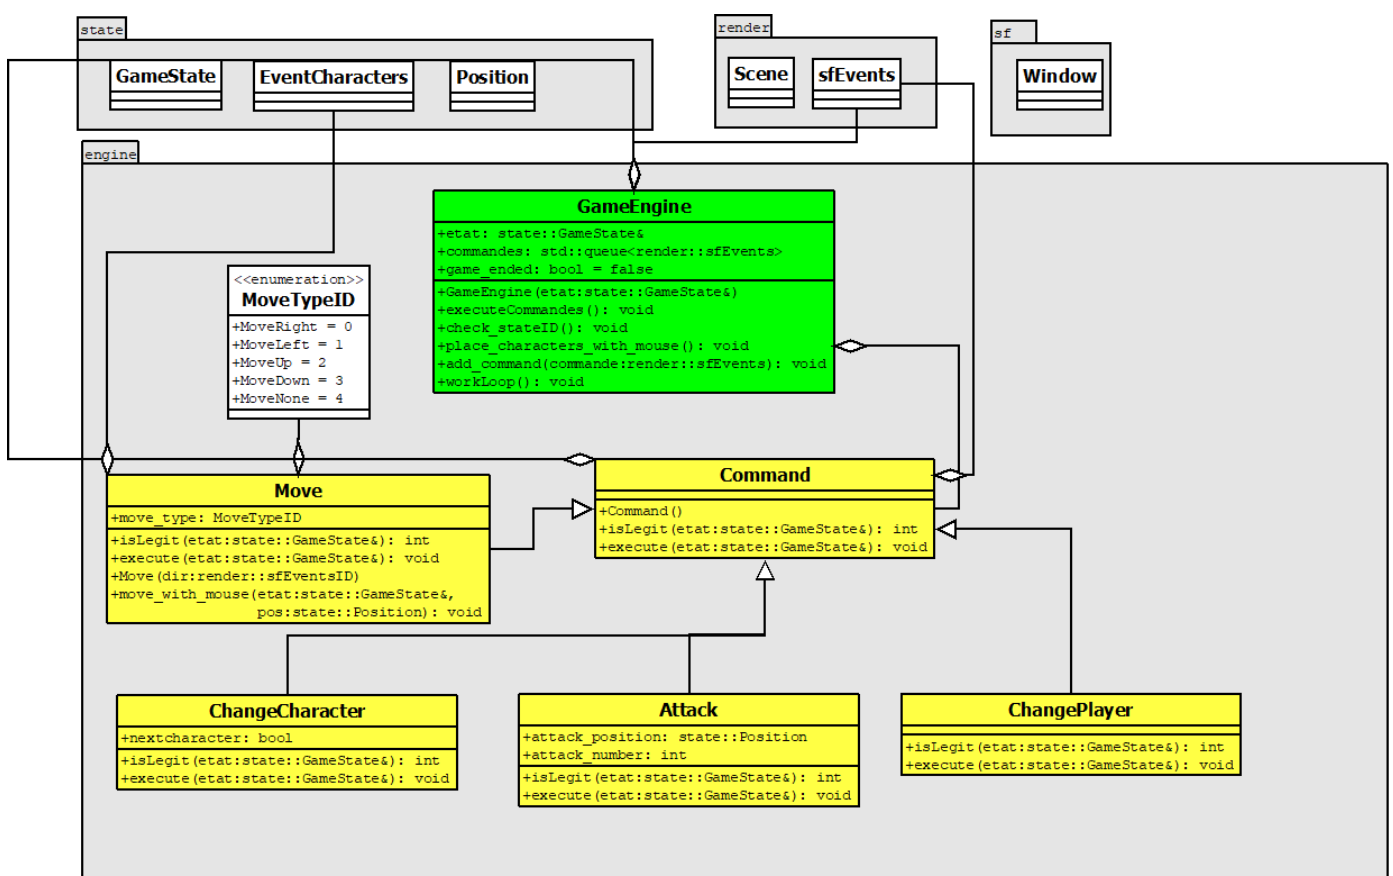 state
GameState
EventCharacters
Position
render
Scene
sfEvents
sf
Window
engine
GameEngine
+etat: state::GameState&
+commandes: std::queue<render::sfEvents>
+game_ended: bool = false
+GameEngine(etat:state::GameState&)
+executeCommandes(): void
+check_stateID(): void
+place_characters_with_mouse(): void
+add_command(commande:render::sfEvents): void
+workLoop(): void
<<enumeration>>
MoveTypeID
+MoveRight = 0
+MoveLeft = 1
+MoveUp = 2
+MoveDown = 3
+MoveNone = 4
Move
+move_type: MoveTypeID
+isLegit(etat:state::GameState&): int
+execute(etat:state::GameState&): void
+Move(dir:render::sfEventsID)
+move_with_mouse(etat:state::GameState&,
pos:state::Position): void
Command
+Command()
+isLegit(etat:state::GameState&): int
+execute(etat:state::GameState&): void
ChangeCharacter
+nextcharacter: bool
+isLegit(etat:state::GameState&): int
+execute(etat:state::GameState&): void
Attack
+attack_position: state::Position
+attack_number: int
+isLegit(etat:state::GameState&): int
+execute(etat:state::GameState&): void
ChangePlayer
+isLegit(etat:state::GameState&): int
+execute(etat:state::GameState&): void